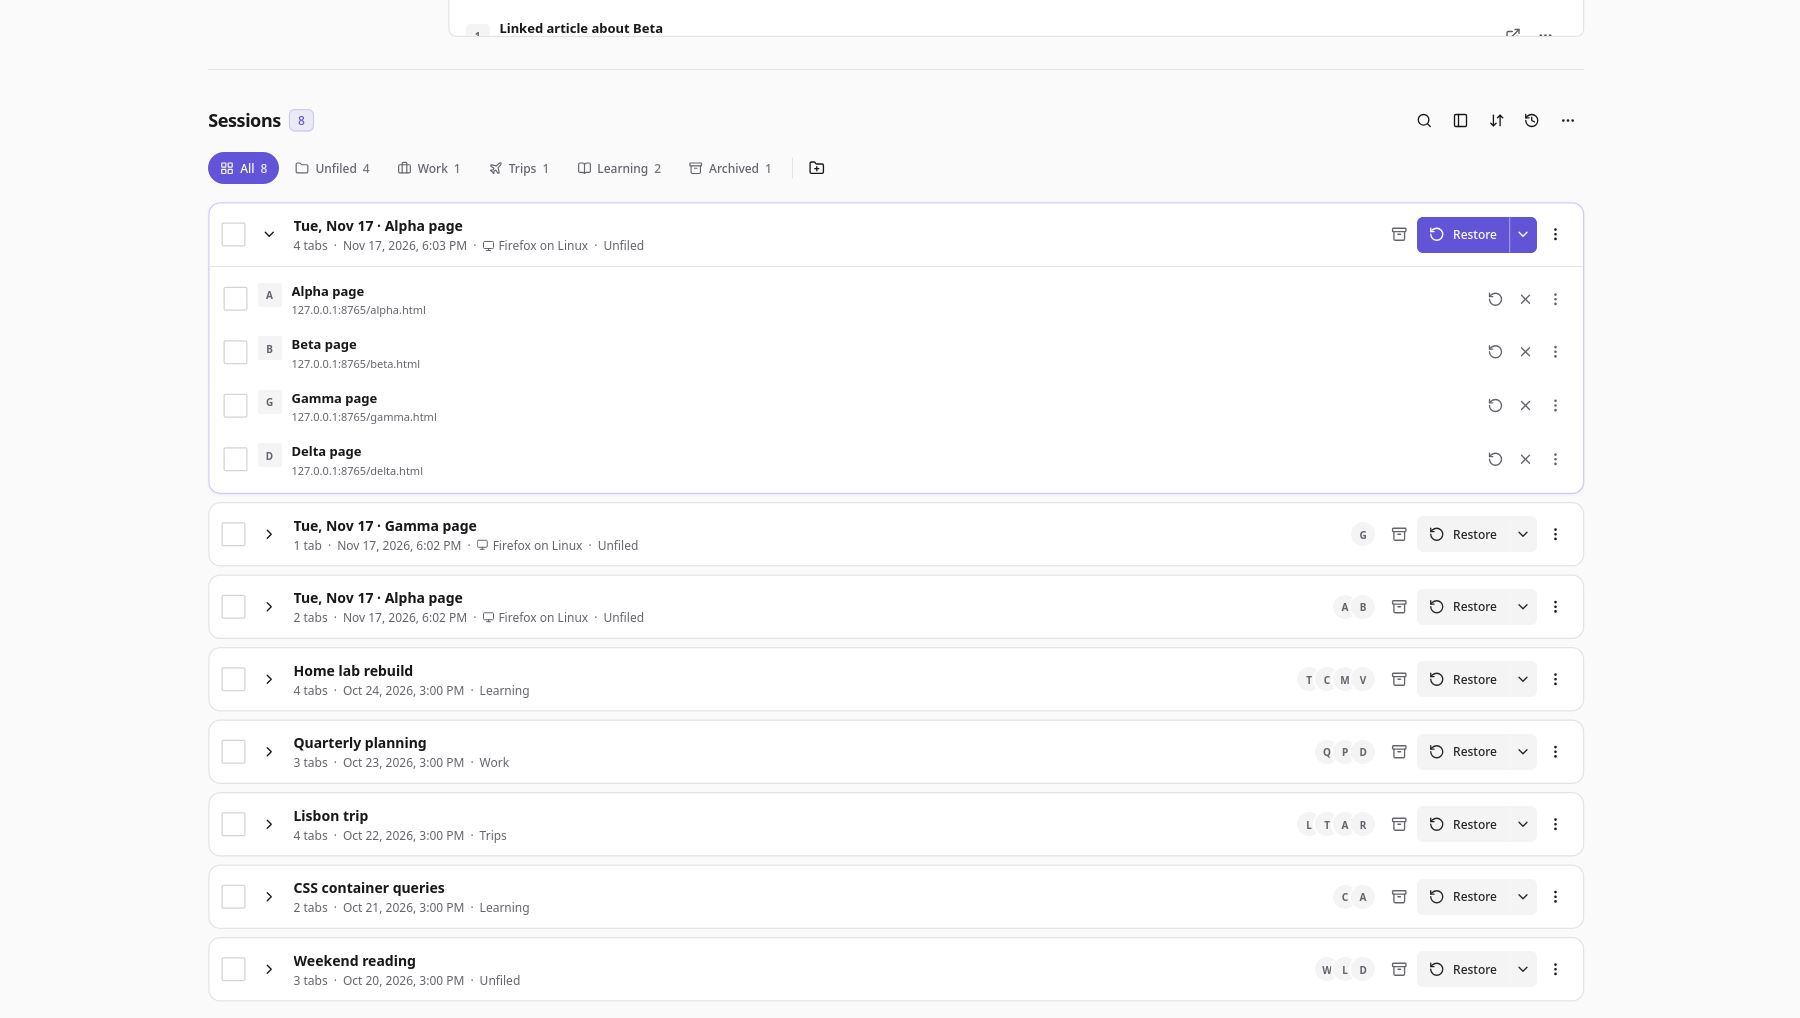 1 Linked article about Beta
Sessions 8
All 8 Unfiled 4 Work 1 Trips 1 Learning 2 Archived 1
Tue, Nov 17 · Alpha page
4 tabs · Nov 17, 2026, 6:03 PM · Firefox on Linux · Unfiled
Restore
A Alpha page
127.0.0.1:8765/alpha.html
B Beta page
127.0.0.1:8765/beta.html
G Gamma page
127.0.0.1:8765/gamma.html
D Delta page
127.0.0.1:8765/delta.html
Tue, Nov 17 · Gamma page
1 tab · Nov 17, 2026, 6:02 PM · Firefox on Linux · Unfiled
G Restore
Tue, Nov 17 · Alpha page
2 tabs · Nov 17, 2026, 6:02 PM · Firefox on Linux · Unfiled
A B Restore
Home lab rebuild
4 tabs · Oct 24, 2026, 3:00 PM · Learning
T C M V Restore
Quarterly planning
3 tabs · Oct 23, 2026, 3:00 PM · Work
Q P D Restore
Lisbon trip
4 tabs · Oct 22, 2026, 3:00 PM · Trips
L T A R Restore
CSS container queries
2 tabs · Oct 21, 2026, 3:00 PM · Learning
C A Restore
Weekend reading
3 tabs · Oct 20, 2026, 3:00 PM · Unfiled
W L D Restore